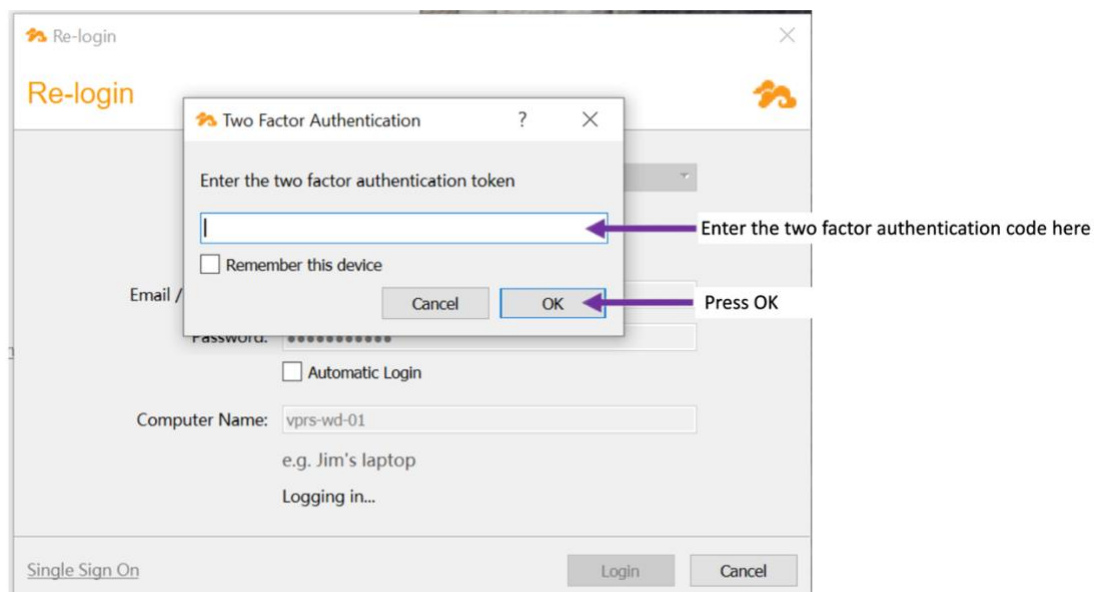 Re-login
Re-login
Two Factor Authentication
Enter the two factor authentication token
Enter the two factor authentication code here
Remember this device
Email /
Cancel
OK
Press OK
Password:
Automatic Login
Computer Name:
vprs-wd-01
e.g. Jim's laptop
Logging in...
Single Sign On
Login
Cancel